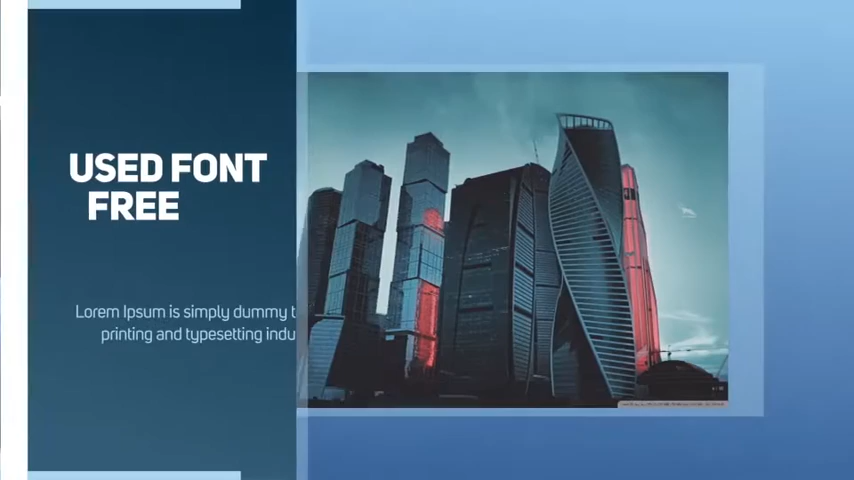 USED FONT
FREE
Lorem Ipsum is simply dummy t
printing and typesetting indu